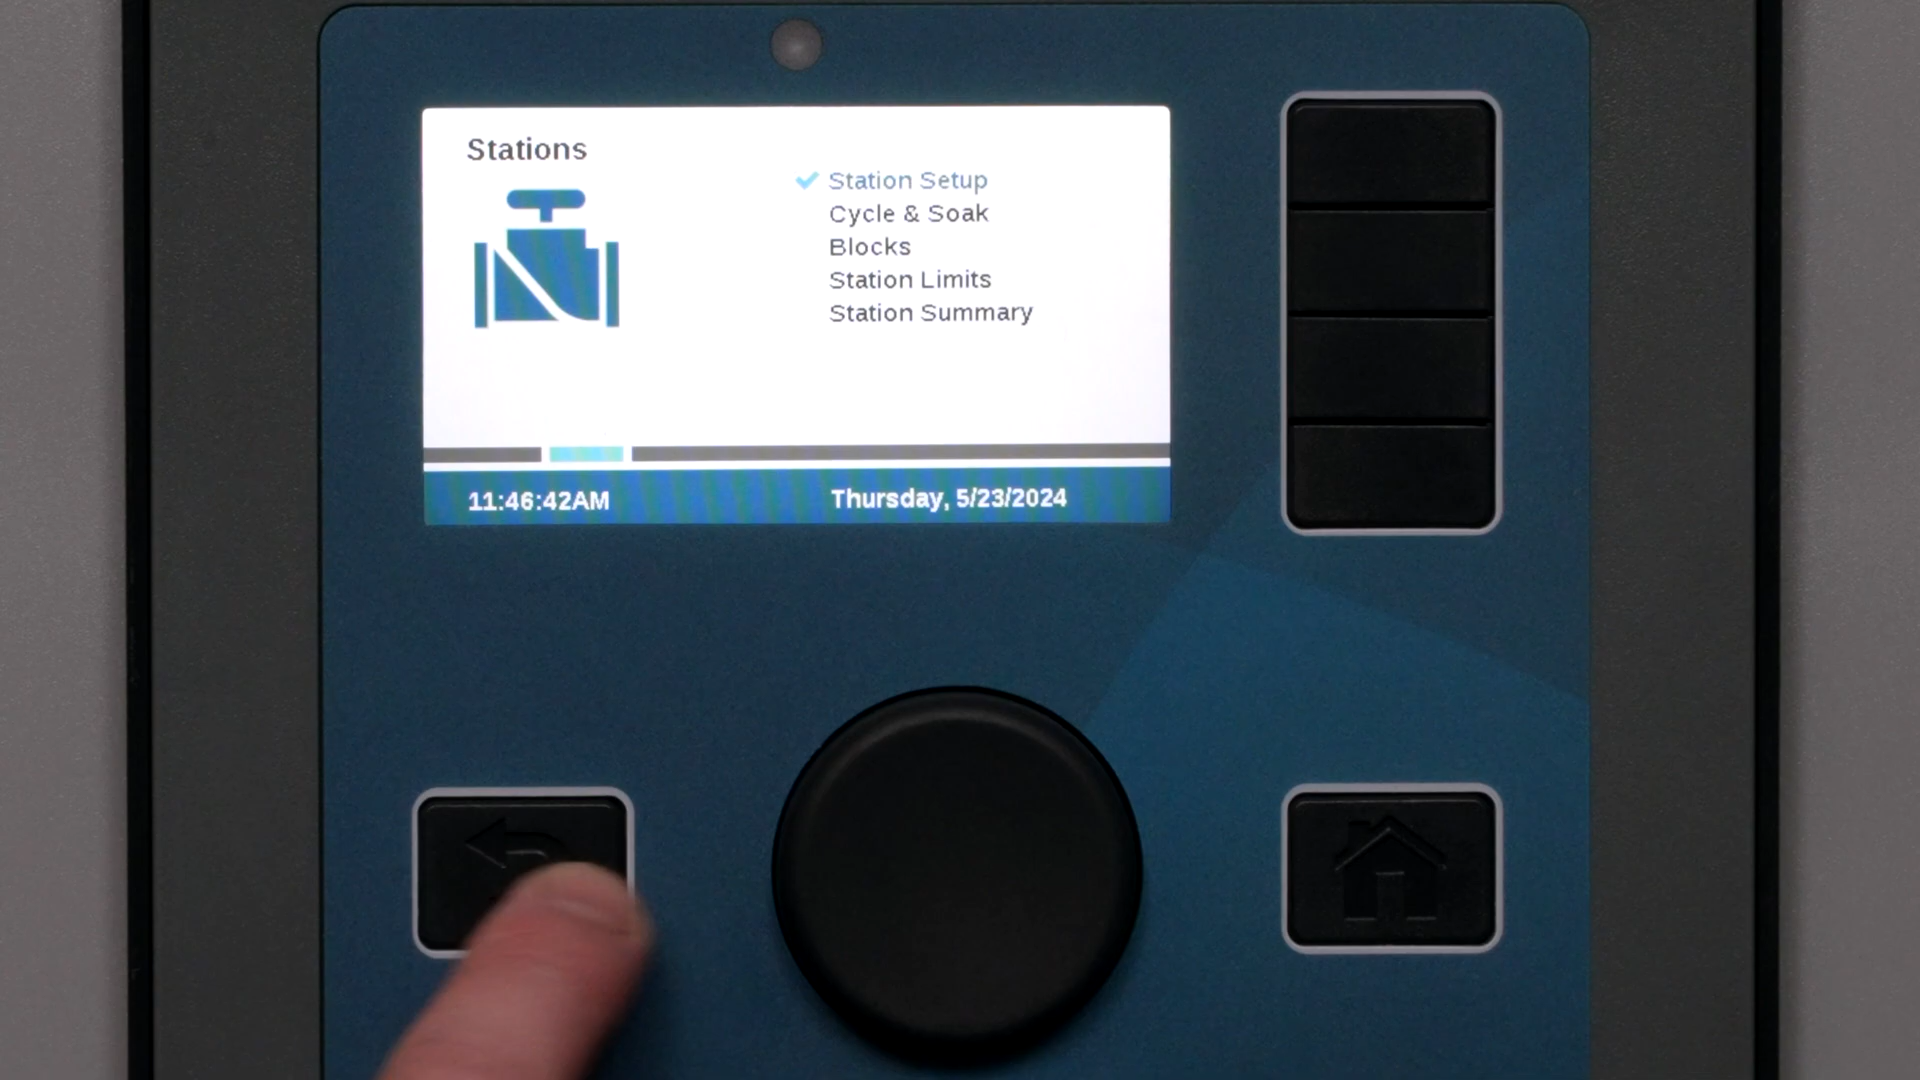 Stations
Station Setup
Cycle & Soak
Blocks
Station Limits
Station Summary
11:46:42AM
Thursday, 5/23/2024